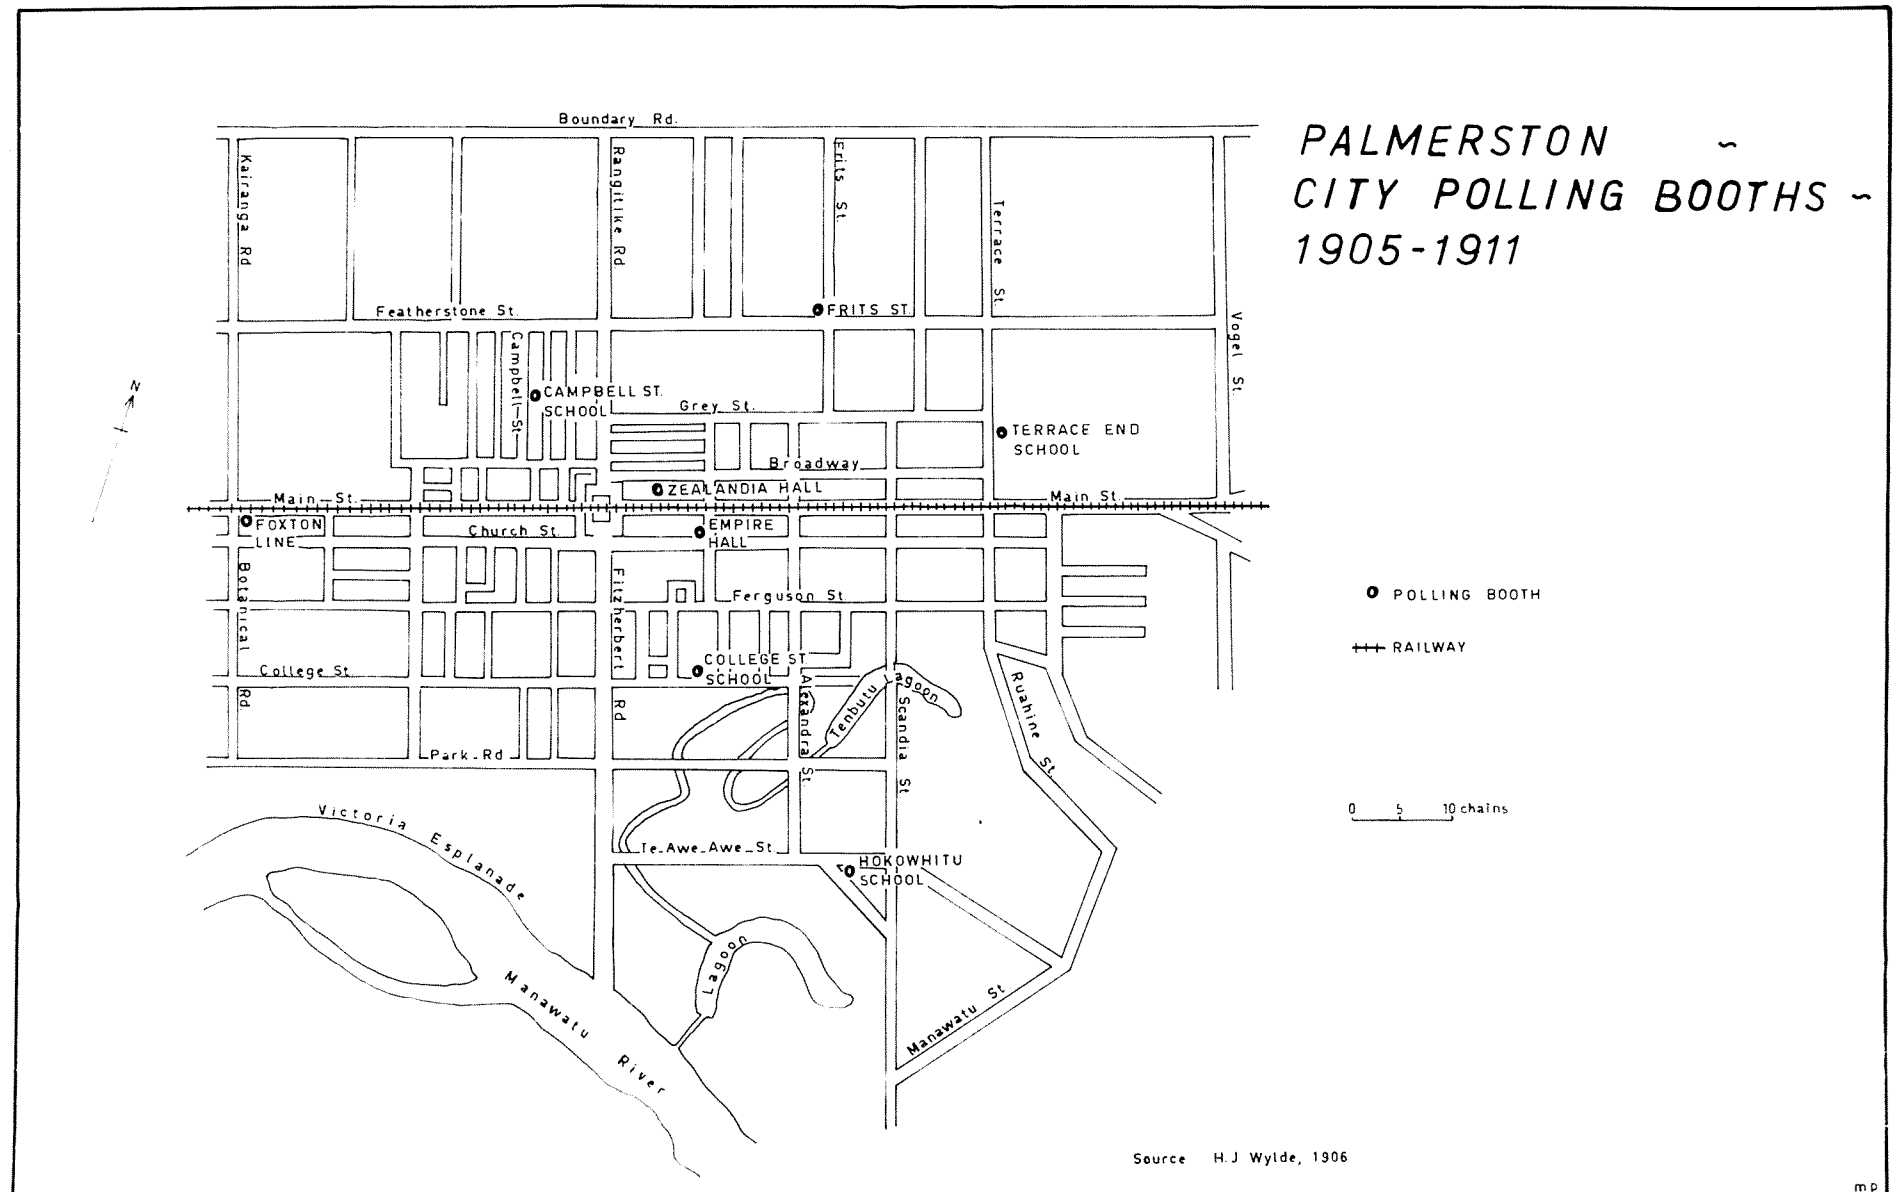 PALMERSTON ~
CITY POLLING BOOTHS ~
1905-1911
Boundary Rd.
Kairanga Rd
Rangitike Rd
Frits St
Terrace St.
Vogel St.
Featherstone St.
FRITS ST.
Campbell St
CAMPBELL ST.
SCHOOL
Grey St.
TERRACE END
SCHOOL
Broadway
ZEALANDIA HALL
Main St.
Main St.
N
FOXTON
LINE
Church St.
EMPIRE
HALL
Botanical Rd.
Fitzherbert Rd
Ferguson St.
POLLING BOOTH
RAILWAY
College St.
COLLEGE ST
SCHOOL
Alexandra St.
Tenbutu Lagoon
Scandia St
Ruahine St.
Park Rd
0 5 10 chains
Victoria Esplanade
Te Awe Awe St.
HOKOWHITU
SCHOOL
Lagoon
Manawatu River
Manawatu St.
Source H.J Wylde, 1906
m p